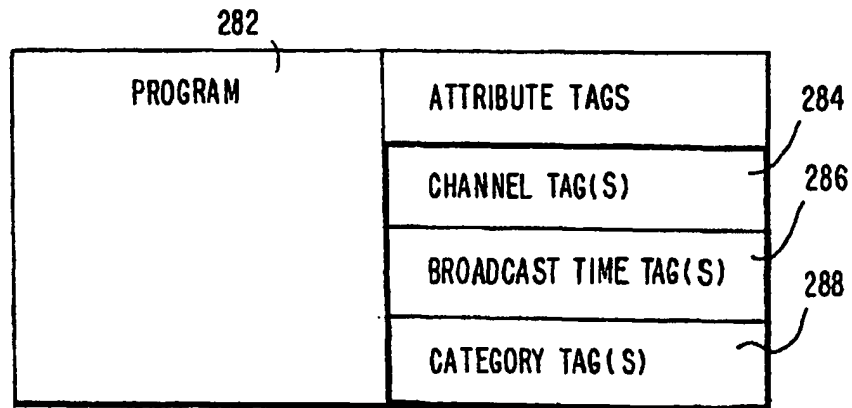 282
PROGRAM
ATTRIBUTE TAGS
284
CHANNEL TAG(S)
286
BROADCAST TIME TAG(S)
288
CATEGORY TAG(S)